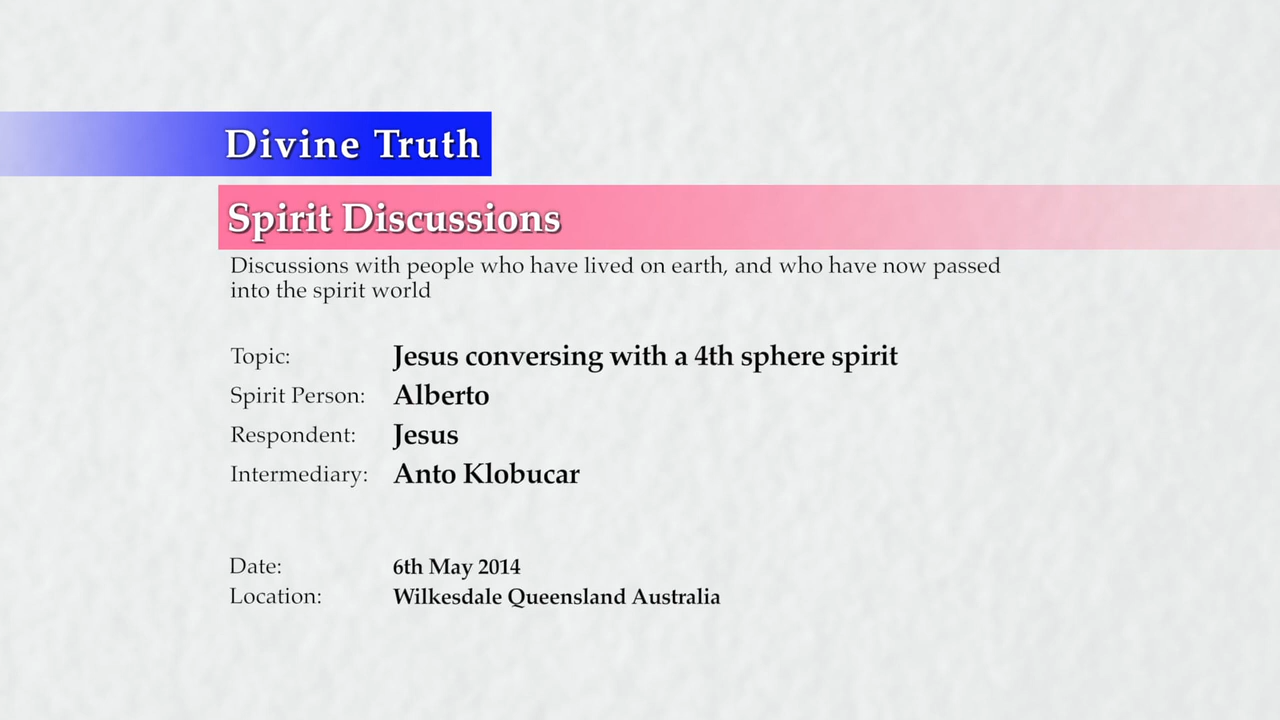 Divine Truth
Spirit Discussions
Discussions with people who have lived on earth, and who have now passed
into the spirit world
Topic: Jesus conversing with a 4th sphere spirit
Spirit Person: Alberto
Respondent: Jesus
Intermediary: Anto Klobucar
Date: 6th May 2014
Location: Wilkesdale Queensland Australia